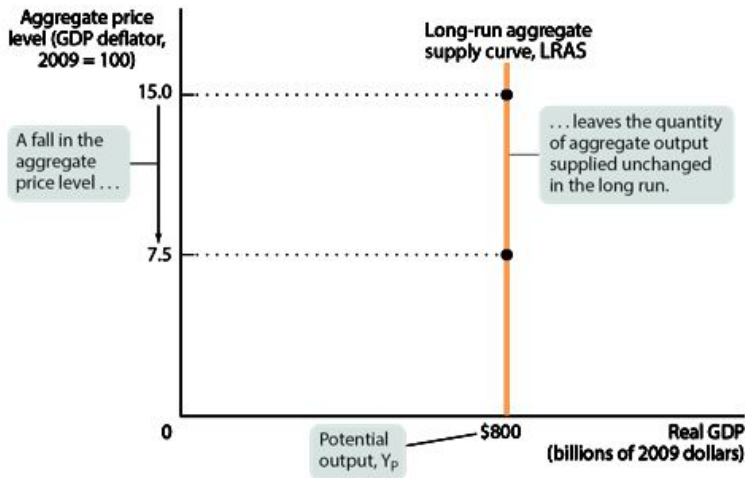 Aggregate price
level (GDP deflator,
2009 = 100)
Long-run aggregate
supply curve, LRAS
15.0
A fall in the
aggregate
price level . . .
. . . leaves the quantity
of aggregate output
supplied unchanged
in the long run.
7.5
0
Potential
output, YP
$800
Real GDP
(billions of 2009 dollars)